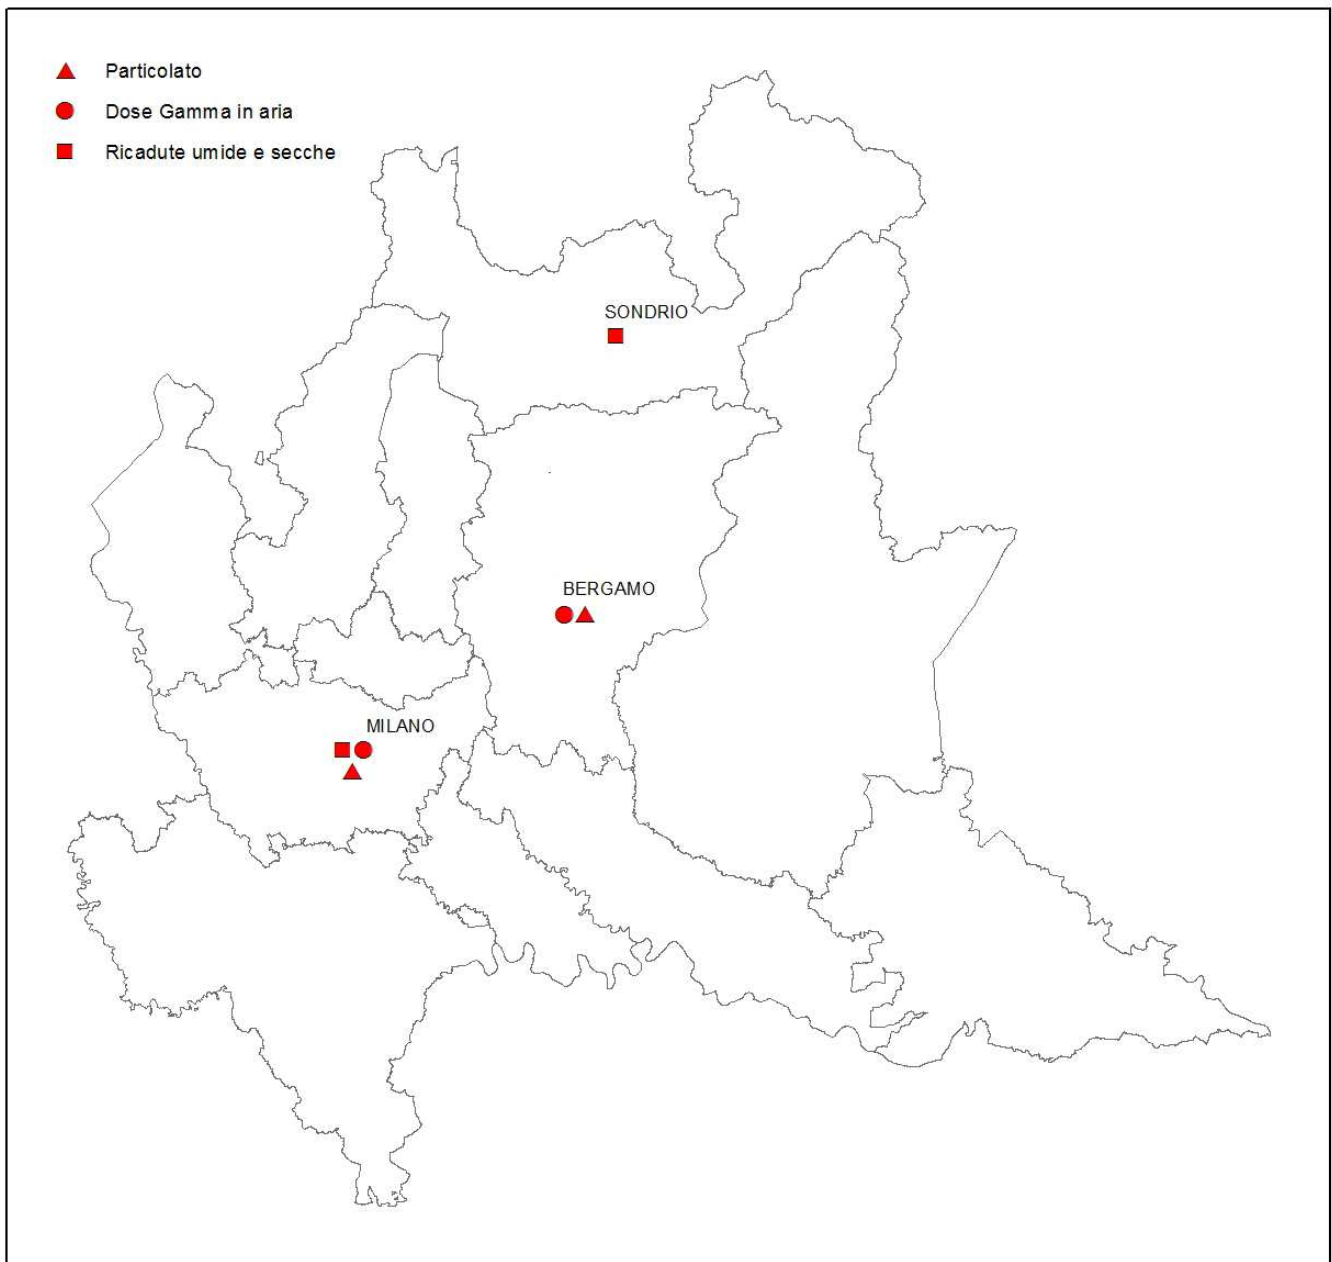 Particolato
Dose Gamma in aria
Ricadute umide e secche
SONDRIO
BERGAMO
MILANO